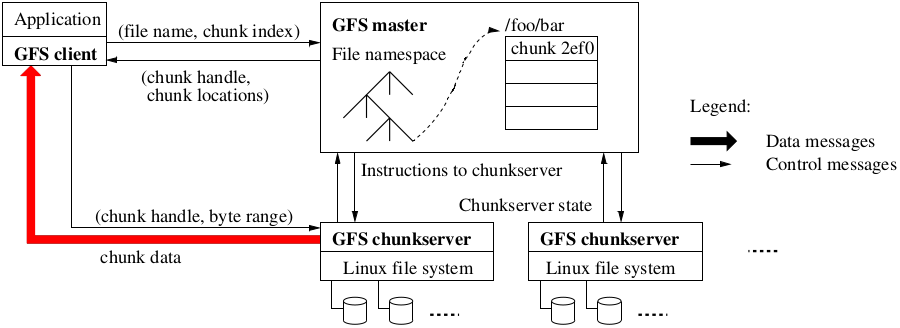 Application
GFS client
(file name, chunk index)
(chunk handle,
chunk locations)
GFS master
File namespace
/foo/bar
chunk 2ef0
Legend:
Data messages
Control messages
Instructions to chunkserver
Chunkserver state
(chunk handle, byte range)
chunk data
GFS chunkserver
Linux file system
GFS chunkserver
Linux file system